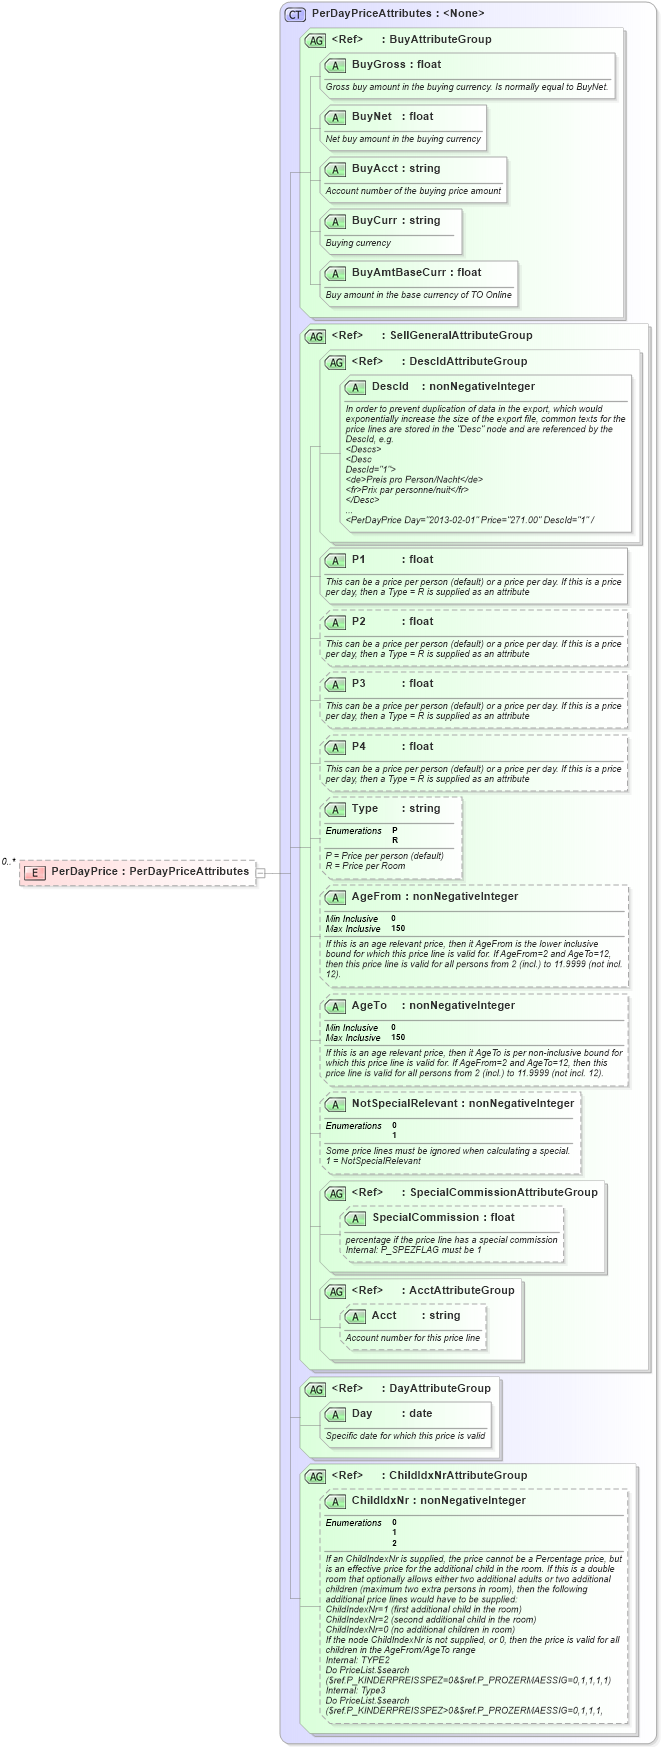 CT PerDayPriceAttributes : <None>
AG <Ref> : BuyAttributeGroup
A BuyGross : float
Gross buy amount in the buying currency. Is normally equal to BuyNet.
A BuyNet : float
Net buy amount in the buying currency
A BuyAcct : string
Account number of the buying price amount
A BuyCurr : string
Buying currency
A BuyAmtBaseCurr : float
Buy amount in the base currency of TO Online
AG <Ref> : SellGeneralAttributeGroup
AG <Ref> : DescIdAttributeGroup
A DescId : nonNegativeInteger
In order to prevent duplication of data in the export, which would
exponentially increase the size of the export file, common texts for the
price lines are stored in the "Desc" node and are referenced by the
DescId, e.g.
<Descs>
<Desc
DescId="1">
<de>Preis pro Person/Nacht</de>
<fr>Prix par personne/nuit</fr>
</Desc>
...
<PerDayPrice Day="2013-02-01" Price="271.00" DescId="1" /
A P1 : float
This can be a price per person (default) or a price per day. If this is a price
per day, then a Type = R is supplied as an attribute
A P2 : float
This can be a price per person (default) or a price per day. If this is a price
per day, then a Type = R is supplied as an attribute
A P3 : float
This can be a price per person (default) or a price per day. If this is a price
per day, then a Type = R is supplied as an attribute
A P4 : float
This can be a price per person (default) or a price per day. If this is a price
per day, then a Type = R is supplied as an attribute
A Type : string
Enumerations P
R
P = Price per person (default)
R = Price per Room
0..*
E PerDayPrice : PerDayPriceAttributes
A AgeFrom : nonNegativeInteger
Min Inclusive 0
Max Inclusive 150
If this is an age relevant price, then it AgeFrom is the lower inclusive
bound for which this price line is valid for. If AgeFrom=2 and AgeTo=12,
then this price line is valid for all persons from 2 (incl.) to 11.9999 (not incl.
12).
A AgeTo : nonNegativeInteger
Min Inclusive 0
Max Inclusive 150
If this is an age relevant price, then it AgeTo is per non-inclusive bound for
which this price line is valid for. If AgeFrom=2 and AgeTo=12, then this
price line is valid for all persons from 2 (incl.) to 11.9999 (not incl. 12).
A NotSpecialRelevant : nonNegativeInteger
Enumerations 0
1
Some price lines must be ignored when calculating a special.
1 = NotSpecialRelevant
AG <Ref> : SpecialCommissionAttributeGroup
A SpecialCommission : float
percentage if the price line has a special commission
Internal: P_SPEZFLAG must be 1
AG <Ref> : AcctAttributeGroup
A Acct : string
Account number for this price line
AG <Ref> : DayAttributeGroup
A Day : date
Specific date for which this price is valid
AG <Ref> : ChildIdxNrAttributeGroup
A ChildIdxNr : nonNegativeInteger
Enumerations 0
1
2
If an ChildIndexNr is supplied, the price cannot be a Percentage price, but
is an effective price for the additional child in the room. If this is a double
room that optionally allows either two additional adults or two additional
children (maximum two extra persons in room), then the following
additional price lines would have to be supplied:
ChildIndexNr=1 (first additional child in the room)
ChildIndexNr=2 (second additional child in the room)
ChildIndexNr=0 (no additional children in room)
If the node ChildIndexNr is not supplied, or 0, then the price is valid for all
children in the AgeFrom/AgeTo range
Internal: TYPE2
Do PriceList.$search
($ref.P_KINDERPREISSPEZ=0&$ref.P_PROZERMAESSIG=0,1,1,1,1)
Internal: Type3
Do PriceList.$search
($ref.P_KINDERPREISSPEZ>0&$ref.P_PROZERMAESSIG=0,1,1,1,